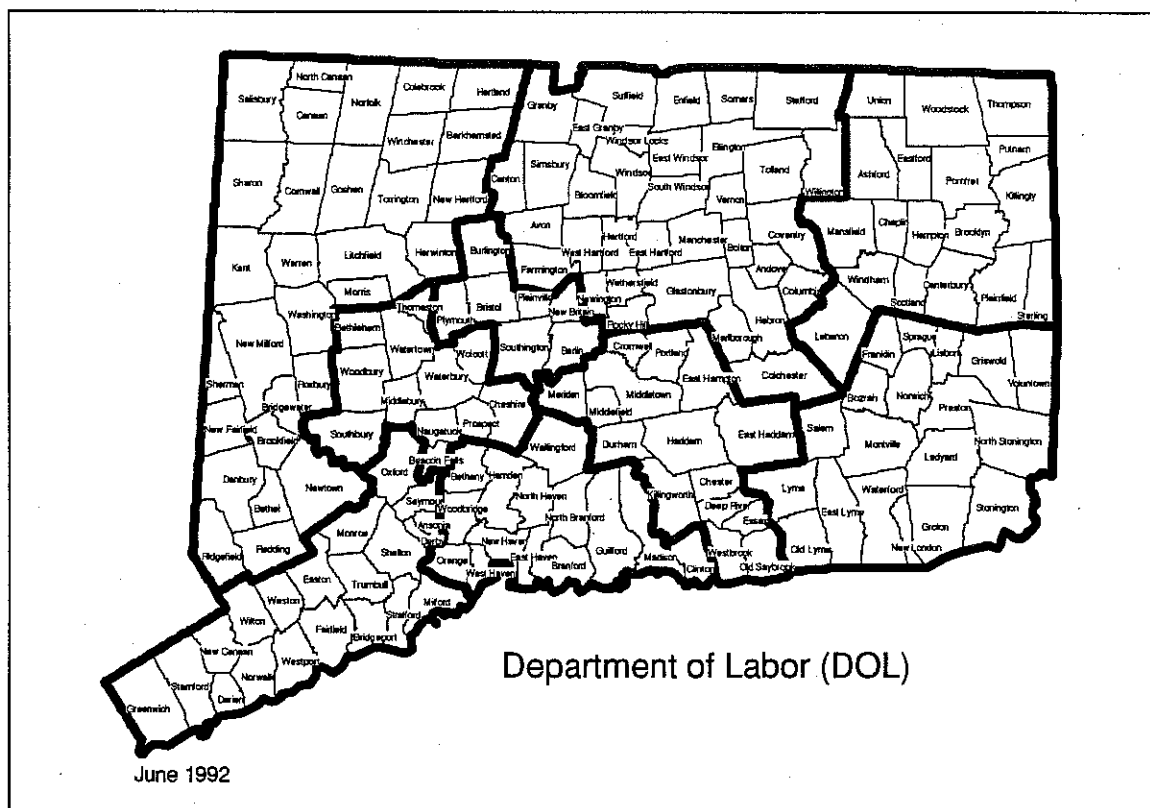 North Canaan
Colebrook
Hartland
Salisbury
Canaan
Norfolk
Winchester
Barkhamsted
Granby
Suffield
Enfield
Somers
Stafford
Union
Woodstock
Thompson
East Granby
Windsor Locks
East Windsor
Ellington
Eastford
Putnam
Sharon
Cornwall
Goshen
Torrington
New Hartford
Canton
Simsbury
Bloomfield
Windsor
South Windsor
Vernon
Tolland
Willington
Ashford
Pomfret
Killingly
Kent
Warren
Litchfield
Harwinton
Burlington
Avon
West Hartford
Hartford
East Hartford
Manchester
Bolton
Coventry
Mansfield
Chaplin
Hampton
Brooklyn
Morris
Farmington
Wethersfield
Glastonbury
Andover
Columbia
Windham
Scotland
Canterbury
Plainfield
Sterling
Washington
Bethlehem
Thomaston
Plymouth
Bristol
Plainville
New Britain
Newington
Rocky Hill
Hebron
Marlborough
Lebanon
Franklin
Sprague
Lisbon
Griswold
Voluntown
New Milford
Woodbury
Watertown
Wolcott
Southington
Berlin
Cromwell
Portland
East Hampton
Colchester
Bozrah
Norwich
Preston
Sherman
Roxbury
Bridgewater
Middlebury
Waterbury
Cheshire
Meriden
Middlefield
Middletown
New Fairfield
Brookfield
Southbury
Naugatuck
Prospect
Wallingford
Durham
Haddam
East Haddam
Salem
Montville
Ledyard
North Stonington
Danbury
Bethel
Newtown
Oxford
Beacon Falls
Bethany
Hamden
North Haven
Killingworth
Chester
Deep River
Essex
Lyme
East Lyme
Waterford
Groton
Stonington
Ridgefield
Redding
Monroe
Seymour
Ansonia
Derby
Woodbridge
New Haven
North Branford
Guilford
Madison
Clinton
Westbrook
Old Saybrook
Old Lyme
New London
Shelton
Orange
West Haven
East Haven
Branford
Easton
Trumbull
Stratford
Milford
Wilton
Weston
Fairfield
Bridgeport
New Canaan
Norwalk
Westport
Greenwich
Stamford
Darien
Department of Labor (DOL)
June 1992